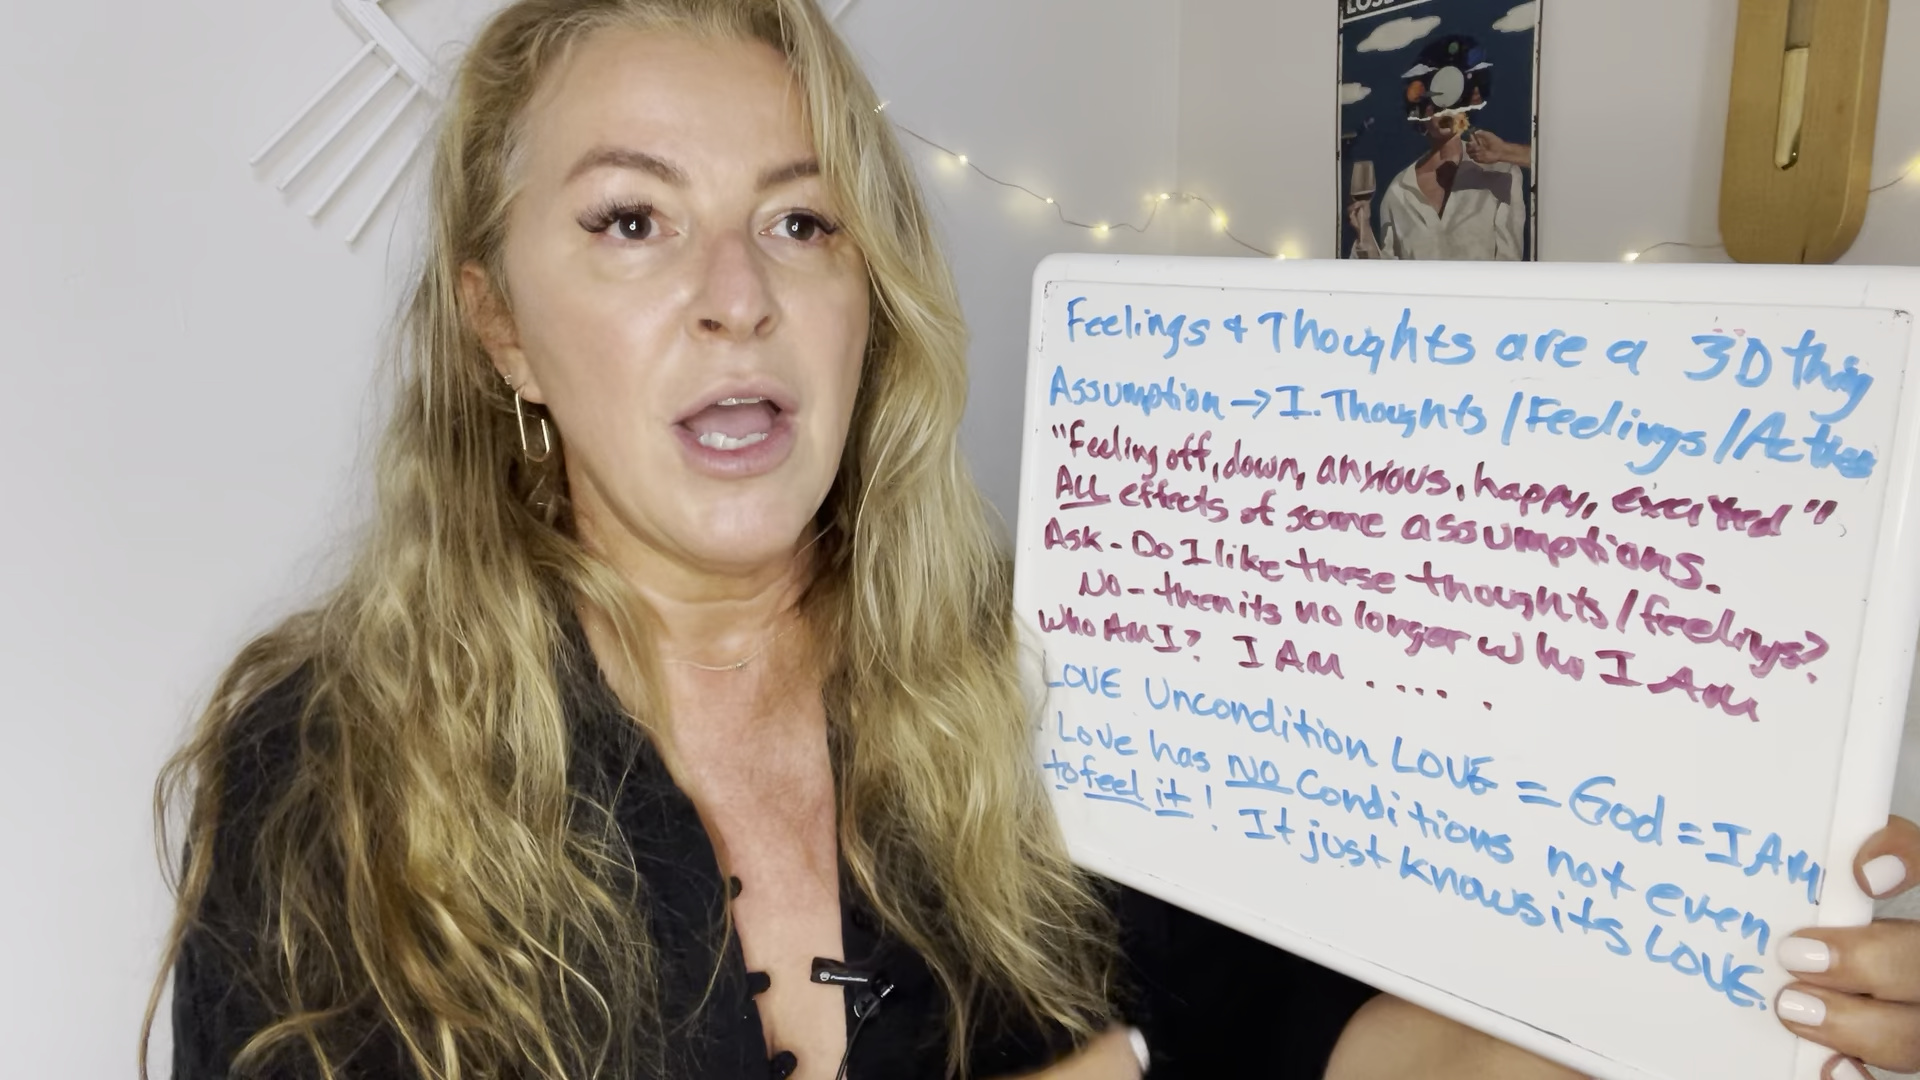 LOSE
Feelings & Thoughts are a 3D thing
Assumption → I. Thoughts / Feelings / Action
"feeling off, down, anxious, happy, excited"
ALL effects of some assumptions.
Ask - Do I like these thoughts / feelings?
No - then its no longer w who I Am
Who Am I? I Am .... .
LOVE Uncondition LOVE = God = I Am
Love has NO Conditions not even
to feel it! It just knows its LOVE.